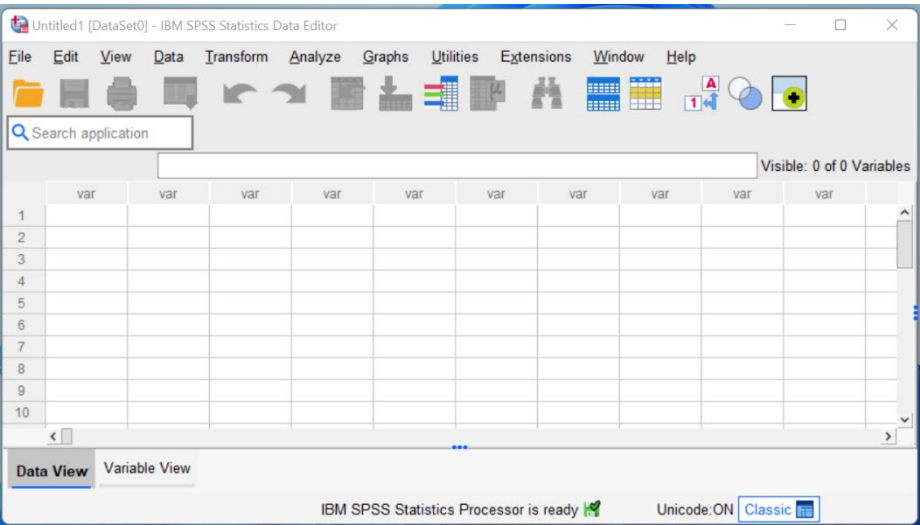 Untitled1 [DataSet0] - IBM SPSS Statistics Data Editor
File Edit View Data Transform Analyze Graphs Utilities Extensions Window Help
A
1
μ
Search application
Visible: 0 of 0 Variables
var var var var var var var var var var
1
2
3
4
5
6
7
8
9
10
Data View Variable View
IBM SPSS Statistics Processor is ready Unicode:ON Classic